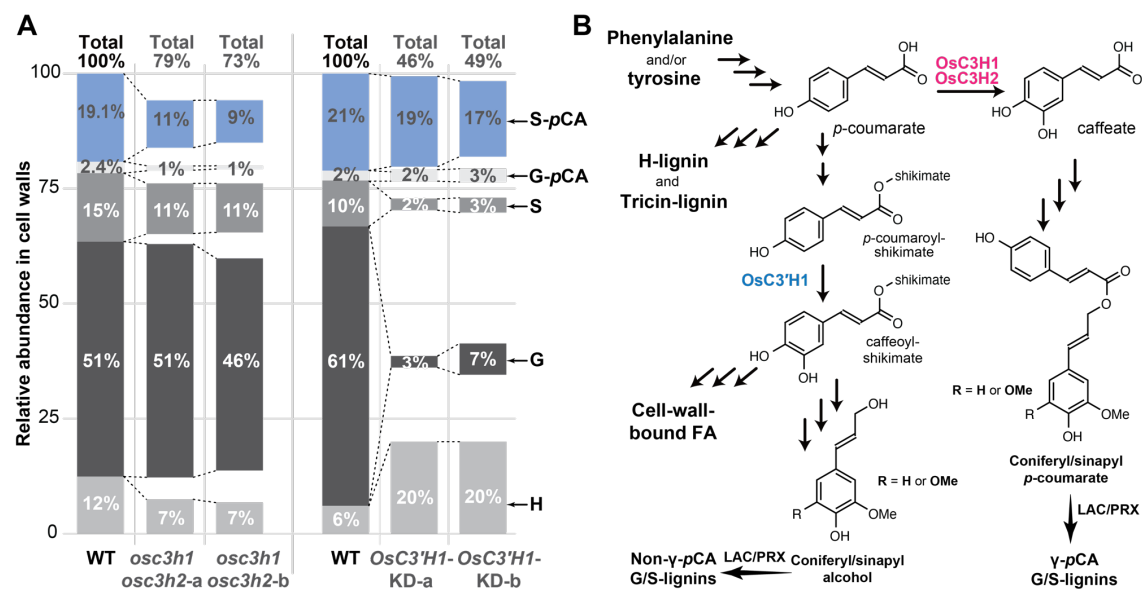 A
Total
100%
Total
79%
Total
73%
Total
100%
Total
46%
Total
49%
Relative abundance in cell walls
100
75
50
25
0
19.1%
11%
9%
2.4%
1%
1%
15%
11%
11%
51%
51%
46%
12%
7%
7%
21%
19%
17%
2%
2%
3%
10%
2%
3%
61%
3%
7%
6%
20%
20%
S-pCA
G-pCA
S
G
H
WT
osc3h1
osc3h2-a
osc3h1
osc3h2-b
WT
OsC3'H1-
KD-a
OsC3'H1-
KD-b
B
Phenylalanine
and/or
tyrosine
OH
O
HO
p-coumarate
OsC3H1
OsC3H2
OH
O
HO
OH
caffeate
H-lignin
and
Tricin-lignin
O
shikimate
O
HO
p-coumaroyl-
shikimate
OsC3'H1
O
shikimate
O
HO
OH
caffeoyl-
shikimate
Cell-wall-
bound FA
OH
R = H or OMe
R
OMe
OH
Coniferyl/sinapyl
alcohol
LAC/PRX
Non-γ-pCA
G/S-lignins
HO
O
O
R = H or OMe
R
OMe
OH
Coniferyl/sinapyl
p-coumarate
LAC/PRX
γ-pCA
G/S-lignins